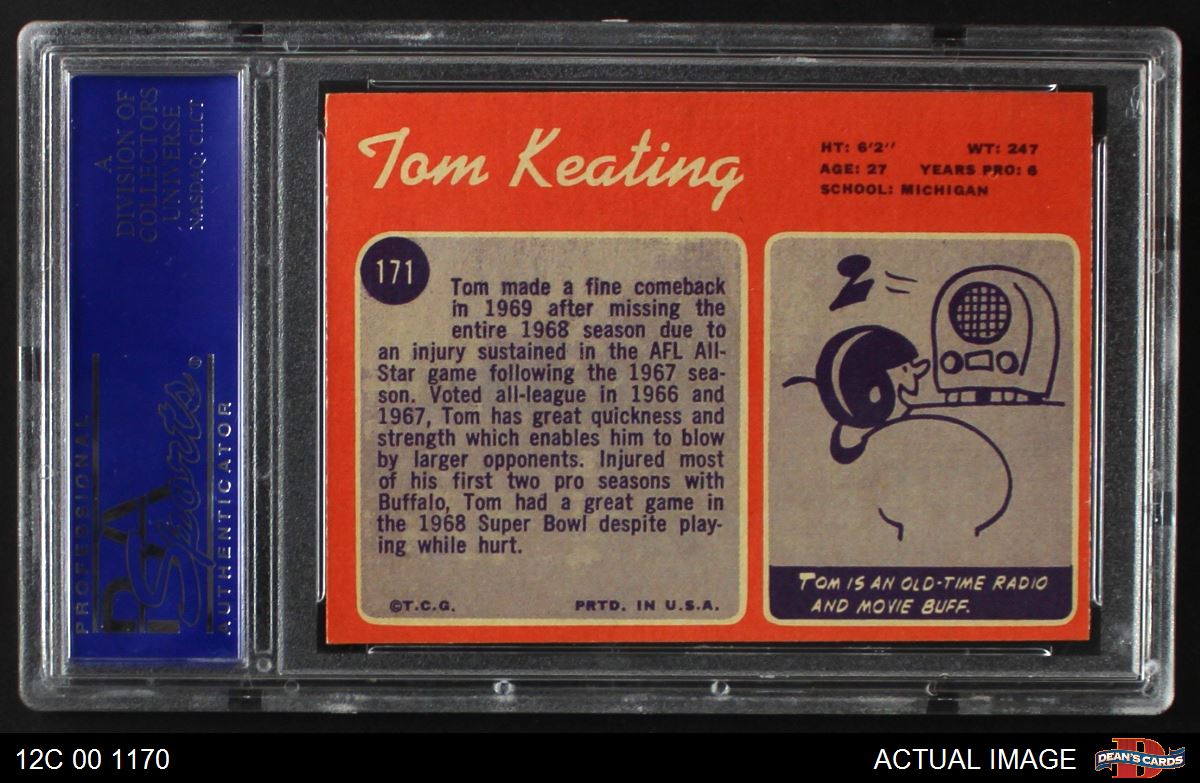 A
DIVISION OF
COLLECTORS
UNIVERSE
NASDAQ: CLCT
PROFESSIONAL
PSA
Sports
®
AUTHENTICATOR
Tom Keating
HT: 6'2'' WT: 247
AGE: 27 YEARS PRO: 6
SCHOOL: MICHIGAN
171
Tom made a fine comeback
in 1969 after missing the
entire 1968 season due to
an injury sustained in the AFL All-
Star game following the 1967 sea-
son. Voted all-league in 1966 and
1967, Tom has great quickness and
strength which enables him to blow
by larger opponents. Injured most
of his first two pro seasons with
Buffalo, Tom had a great game in
the 1968 Super Bowl despite play-
ing while hurt.
©T.C.G. PRTD. IN U.S.A.
2
TOM IS AN OLD-TIME RADIO
AND MOVIE BUFF.
12C 00 1170
ACTUAL IMAGE
D
DEAN'S CARDS